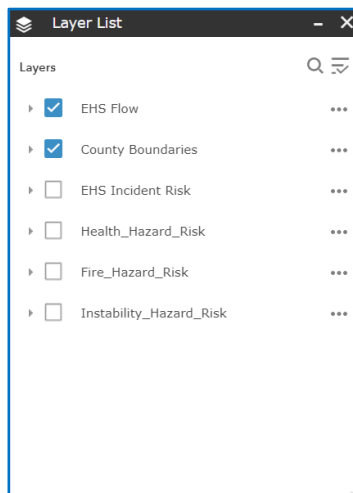 Layer List
Layers
EHS Flow
County Boundaries
EHS Incident Risk
Health_Hazard_Risk
Fire_Hazard_Risk
Instability_Hazard_Risk